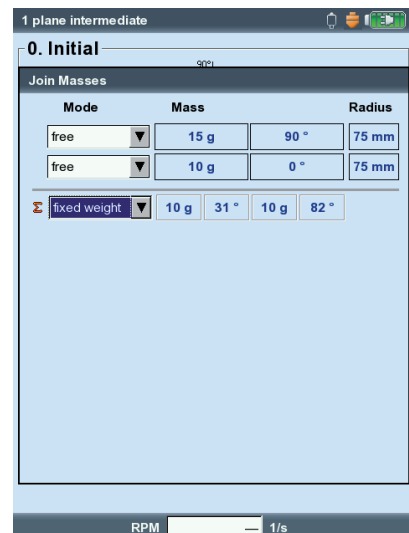 1 plane intermediate
0. Initial
90°
Join Masses
Mode Mass Radius
free 15 g 90 ° 75 mm
free 10 g 0 ° 75 mm
Σ fixed weight 10 g 31 ° 10 g 82 °
RPM — 1/s